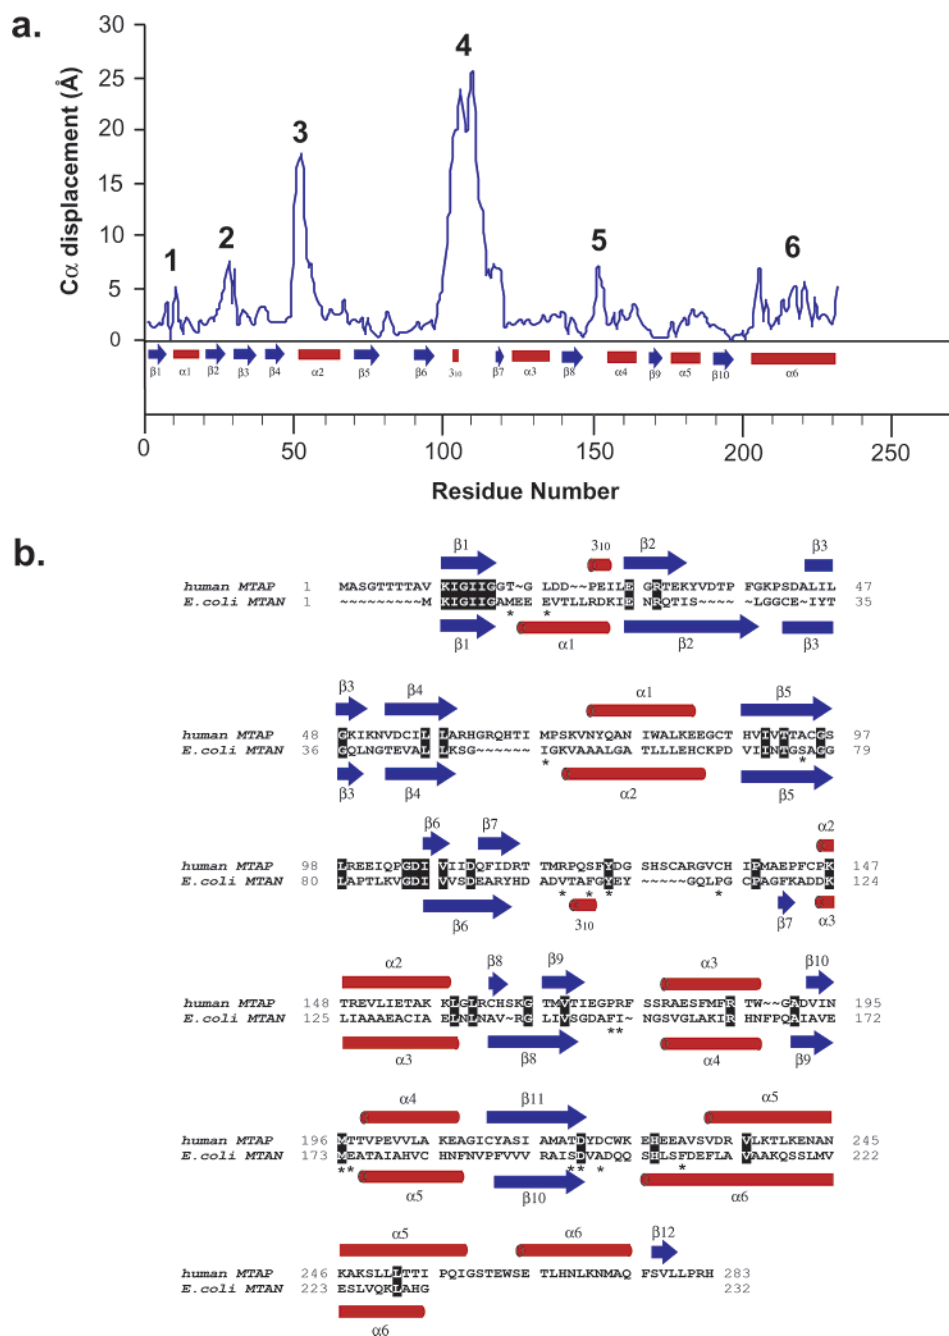 a.
Cα displacement (Å)
30
25
20
15
10
5
0
1
2
3
4
5
6
β1 α1 β2 β3 β4 α2 β5 β6 3₁₀ β7 α3 β8 α4 β9 α5 β10 α6
0 50 100 150 200 250
Residue Number
b.
β1 3₁₀ β2 β3
human MTAP 1 MASGTTTTAV KIGIIGGT~G LDD~~PEILE GRTEKYVDTP FGKPSDALIL 47
E.coli MTAN 1 ~~~~~~~~~M KIGIIGAMEE EVTLLRDKIE NRQTIS~~~~ ~LGGCE~IYT 35
* *
β1 α1 β2 β3
β3 β4 α1 β5
human MTAP 48 GKIKNVDCIL LARHGRQHTI MPSKVNYQAN IWALKEEGCT HVIVTTACGS 97
E.coli MTAN 36 GQLNGTEVAL LKSG~~~~~~ IGKVAAALGA TLLLEHCKPD VIINTGSAGG 79
* *
β3 β4 α2 β5
β6 β7 α2
human MTAP 98 LREEIQPGDI VIIDQFIDRT TMRPQSFYDG SHSCARGVCH IPMAEPFCPK 147
E.coli MTAN 80 LAPTLKVGDI VVSDEARYHD ADVTAFGYEY ~~~~~GQLPG CPAGFKADDK 124
* * * *
β6 3₁₀ β7 α3
α2 β8 β9 α3 β10
human MTAP 148 TREVLIETAK KLGLRCHSKG TMVTIEGPRF SSRAESFMFR TW~~GADVIN 195
E.coli MTAN 125 LIAAAEACIA ELNLNAV~RG LIVSGDAFI~ NGSVGLAKIR HNFPQAIAVE 172
**
α3 β8 α4 β9
α4 β11 α5
human MTAP 196 MTTVPEVVLA KEAGICYASI AMATDYDCWK EHEEAVSVDR VLKTLKENAN 245
E.coli MTAN 173 MEATAIAHVC HNFNVPFVVV RAISDVADQQ SHLSFDEFLA VAAKQSSLMV 222
** ** * *
α5 β10 α6
α5 α6 β12
human MTAP 246 KAKSLLLTTI PQIGSTEWSE TLHNLKNMAQ FSVLLPRH 283
E.coli MTAN 223 ESLVQKLAHG 232
α6